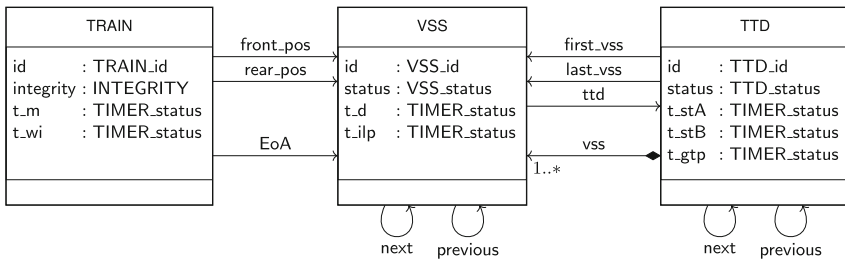 TRAIN
id : TRAIN_id
integrity : INTEGRITY
t_m : TIMER_status
t_wi : TIMER_status
front_pos
rear_pos
EoA
VSS
id : VSS_id
status : VSS_status
t_d : TIMER_status
t_ilp : TIMER_status
next
previous
first_vss
last_vss
ttd
vss
1..*
TTD
id : TTD_id
status : TTD_status
t_stA : TIMER_status
t_stB : TIMER_status
t_gtp : TIMER_status
next
previous